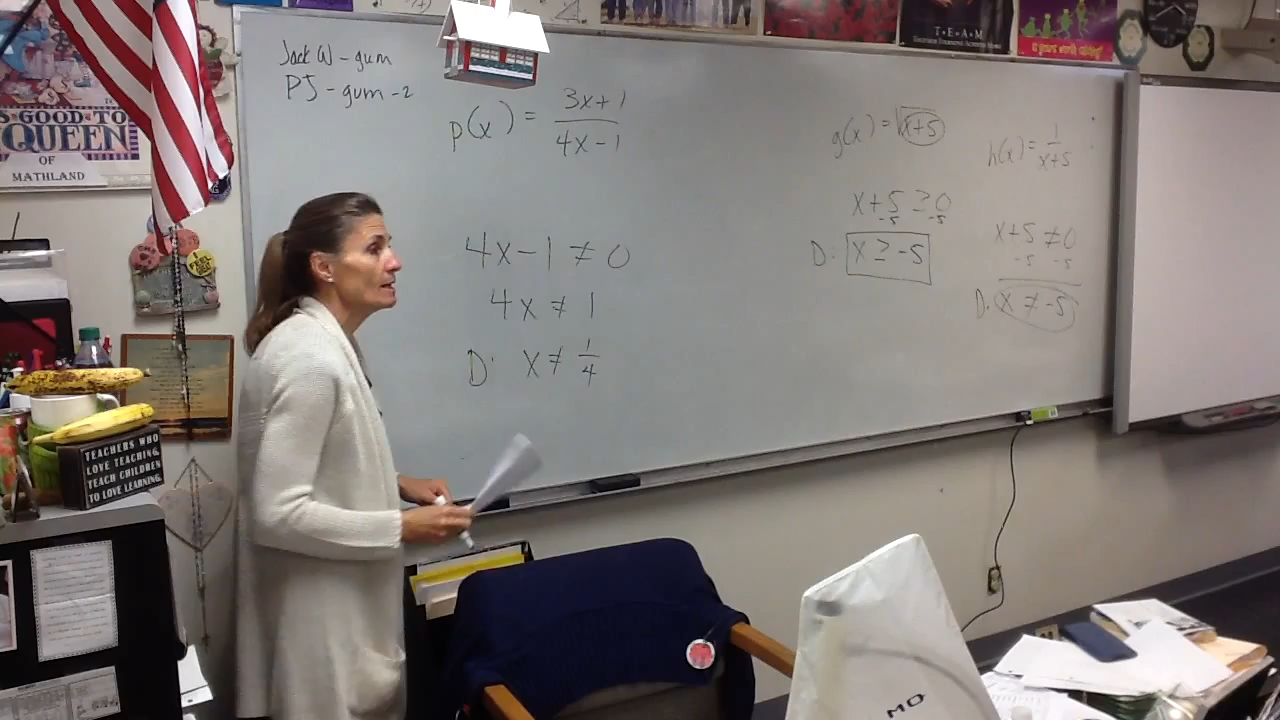 Jack W - gum
PJ - gum - 2
p(x) = 3x+1
4x-1
4x-1 ≠ 0
4x ≠ 1
D: x ≠ 1/4
g(x) = √x+5
x+5 ≥ 0
-5 -5
D: x ≥ -5
h(x) = 1
x+5
x+5 ≠ 0
-5 -5
D: x ≠ -5
S GOOD TO
QUEEN
OF
MATHLAND
T•E•A•M
TEACHERS WHO
LOVE TEACHING,
TEACH CHILDREN
TO LOVE LEARNING.
MO